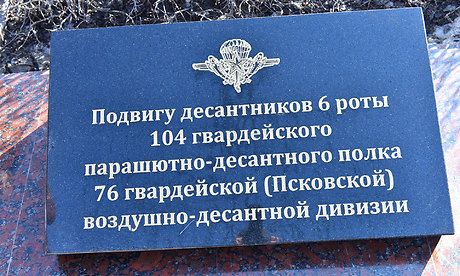 Подвигу десантников 6 роты
104 гвардейского
парашютно-десантного полка
76 гвардейской (Псковской)
воздушно-десантной дивизии